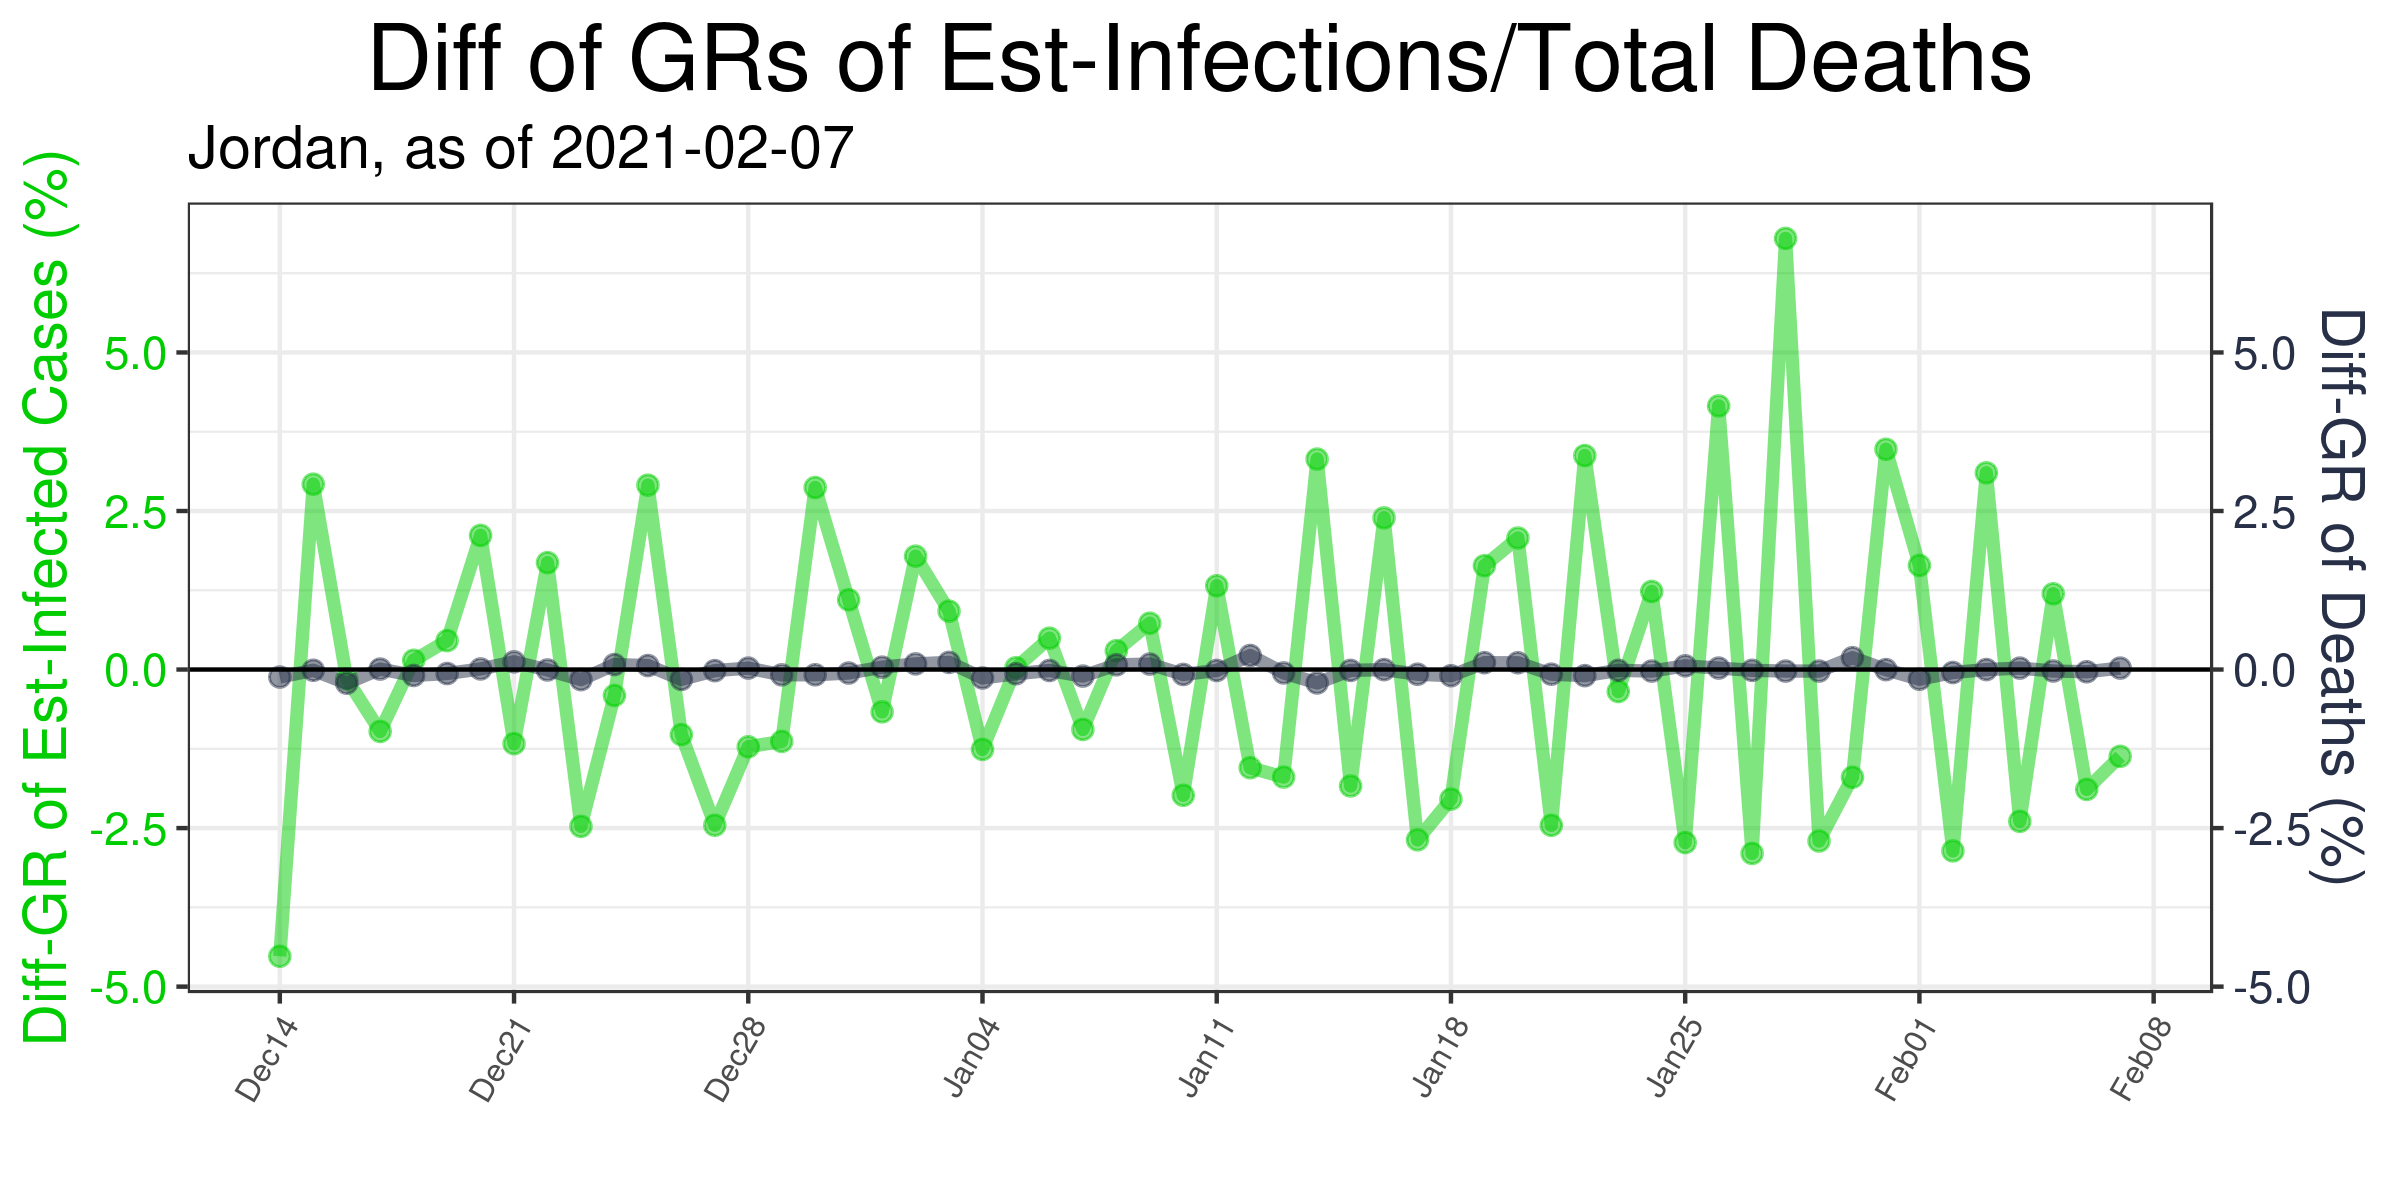 Diff of GRs of Est-Infections/Total Deaths
Jordan, as of 2021-02-07
Diff-GR of Est-Infected Cases (%)
5.0
2.5
0.0
-2.5
-5.0
5.0
2.5
0.0
-2.5
-5.0
Diff-GR of Deaths (%)
Dec14
Dec21
Dec28
Jan04
Jan11
Jan18
Jan25
Feb01
Feb08